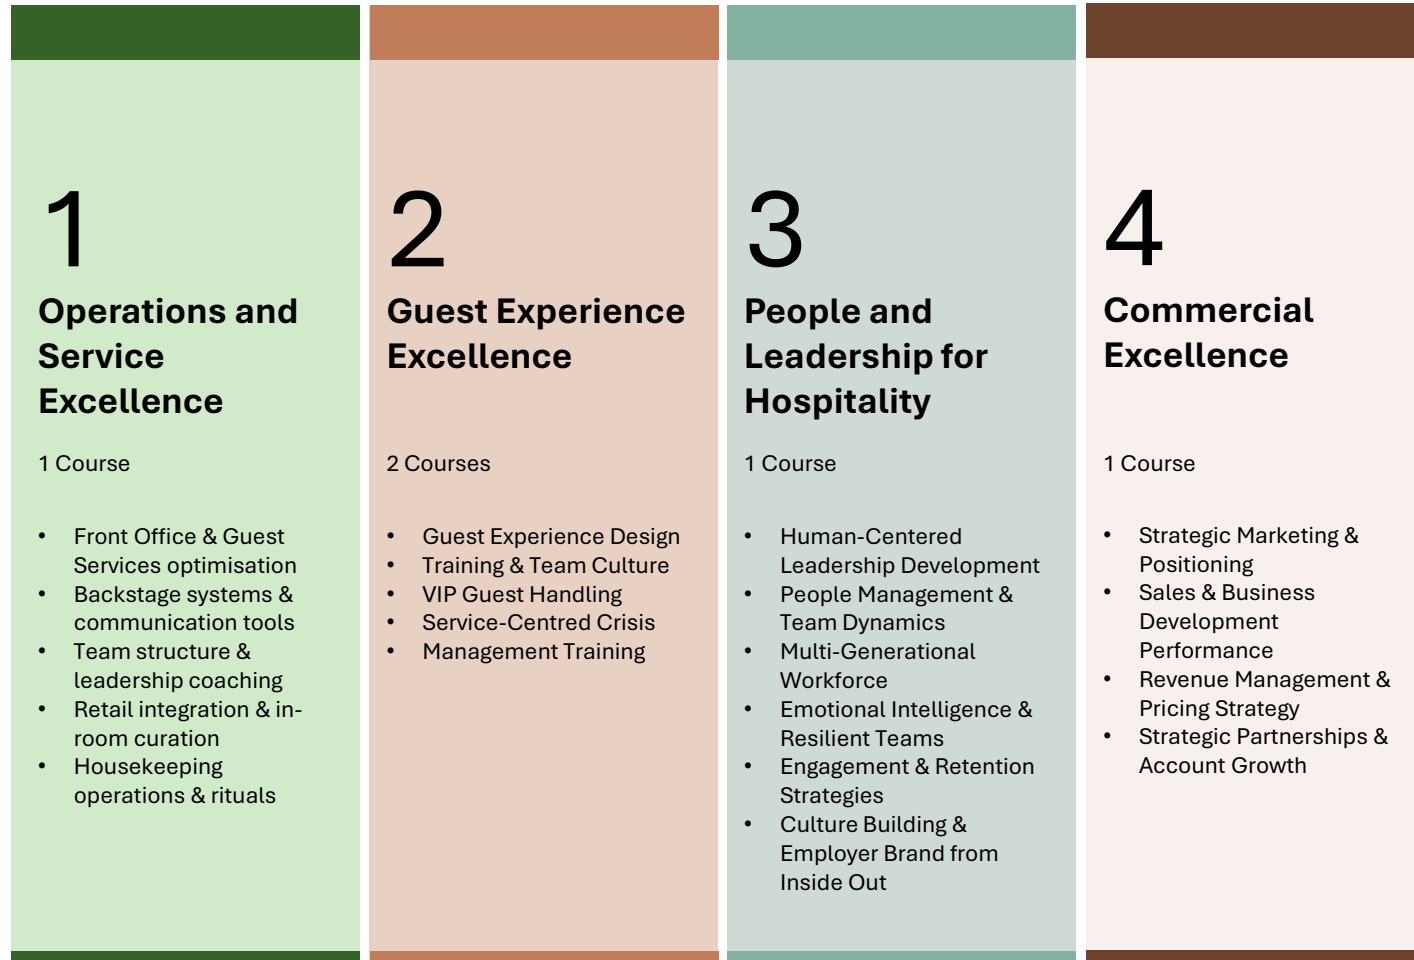 1
Operations and
Service
Excellence
1 Course
• Front Office & Guest
Services optimisation
• Backstage systems &
communication tools
• Team structure &
leadership coaching
• Retail integration & in-
room curation
• Housekeeping
operations & rituals
2
Guest Experience
Excellence
2 Courses
• Guest Experience Design
• Training & Team Culture
• VIP Guest Handling
• Service-Centred Crisis
• Management Training
3
People and
Leadership for
Hospitality
1 Course
• Human-Centered
Leadership Development
• People Management &
Team Dynamics
• Multi-Generational
Workforce
• Emotional Intelligence &
Resilient Teams
• Engagement & Retention
Strategies
• Culture Building &
Employer Brand from
Inside Out
4
Commercial
Excellence
1 Course
• Strategic Marketing &
Positioning
• Sales & Business
Development
Performance
• Revenue Management &
Pricing Strategy
• Strategic Partnerships &
Account Growth